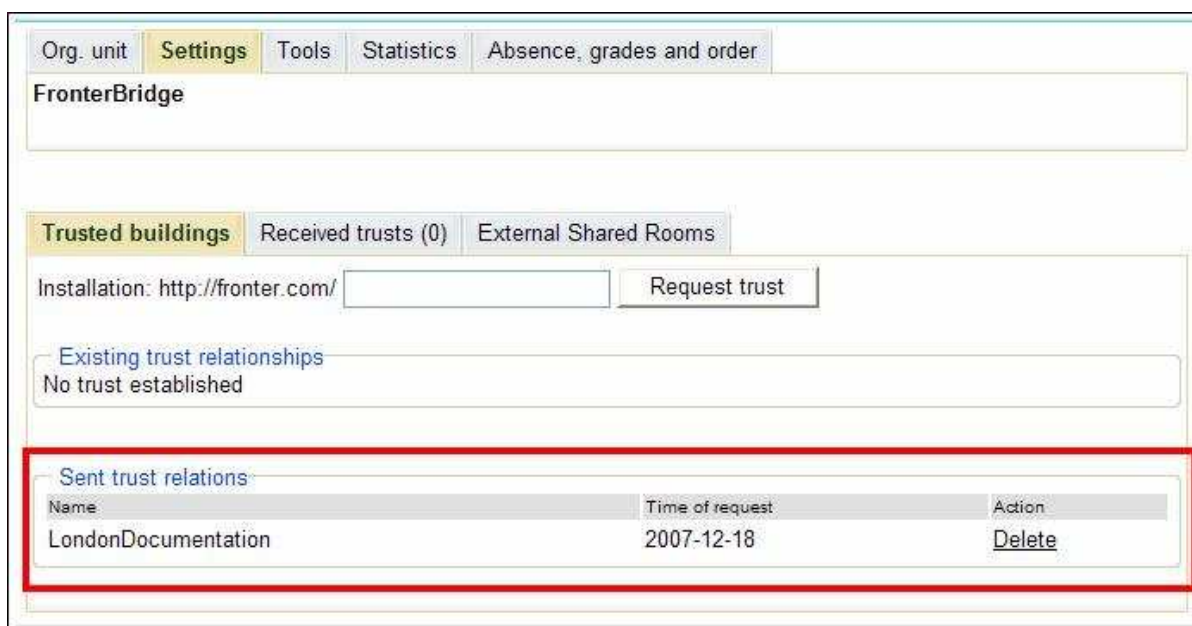 Org. unit Settings Tools Statistics Absence, grades and order
FronterBridge
Trusted buildings Received trusts (0) External Shared Rooms
Installation: http://fronter.com/ Request trust
Existing trust relationships
No trust established
Sent trust relations
Name Time of request Action
LondonDocumentation 2007-12-18 Delete